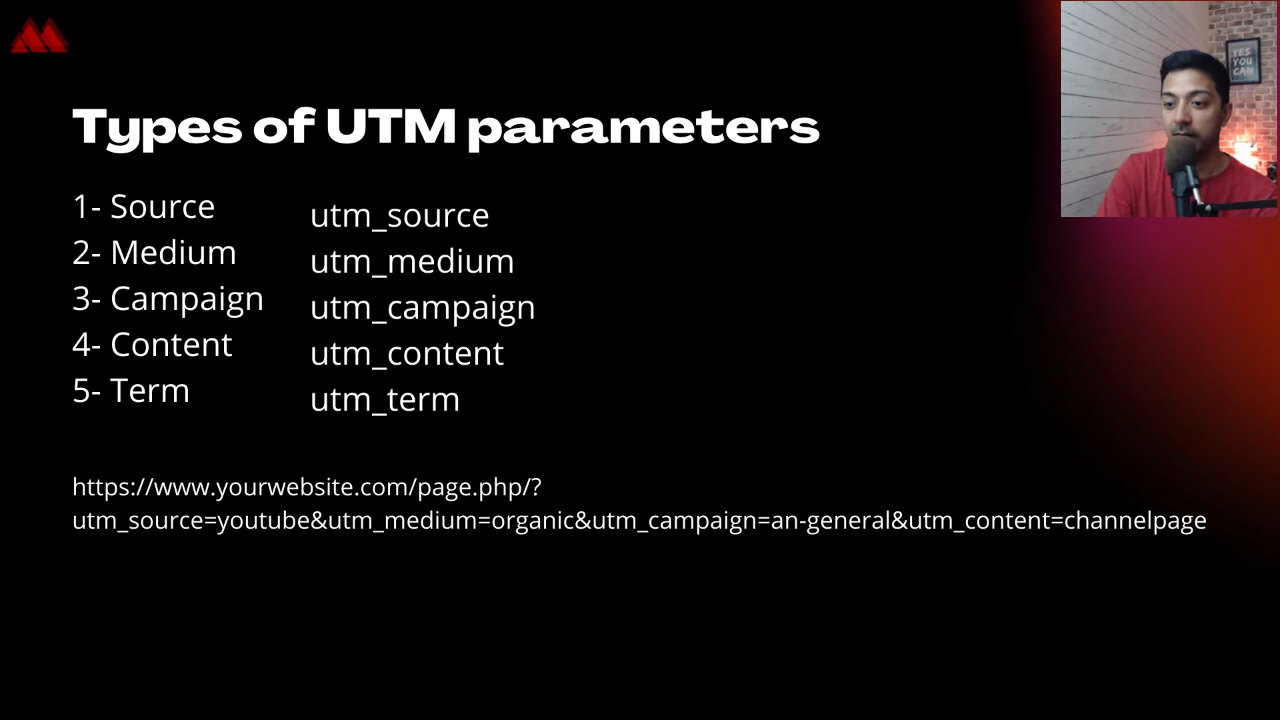 Types of UTM parameters
1- Source
2- Medium
3- Campaign
4- Content
5- Term
utm_source
utm_medium
utm_campaign
utm_content
utm_term
https://www.yourwebsite.com/page.php/?
utm_source=youtube&utm_medium=organic&utm_campaign=an-general&utm_content=channelpage
YES
YOU
CAN